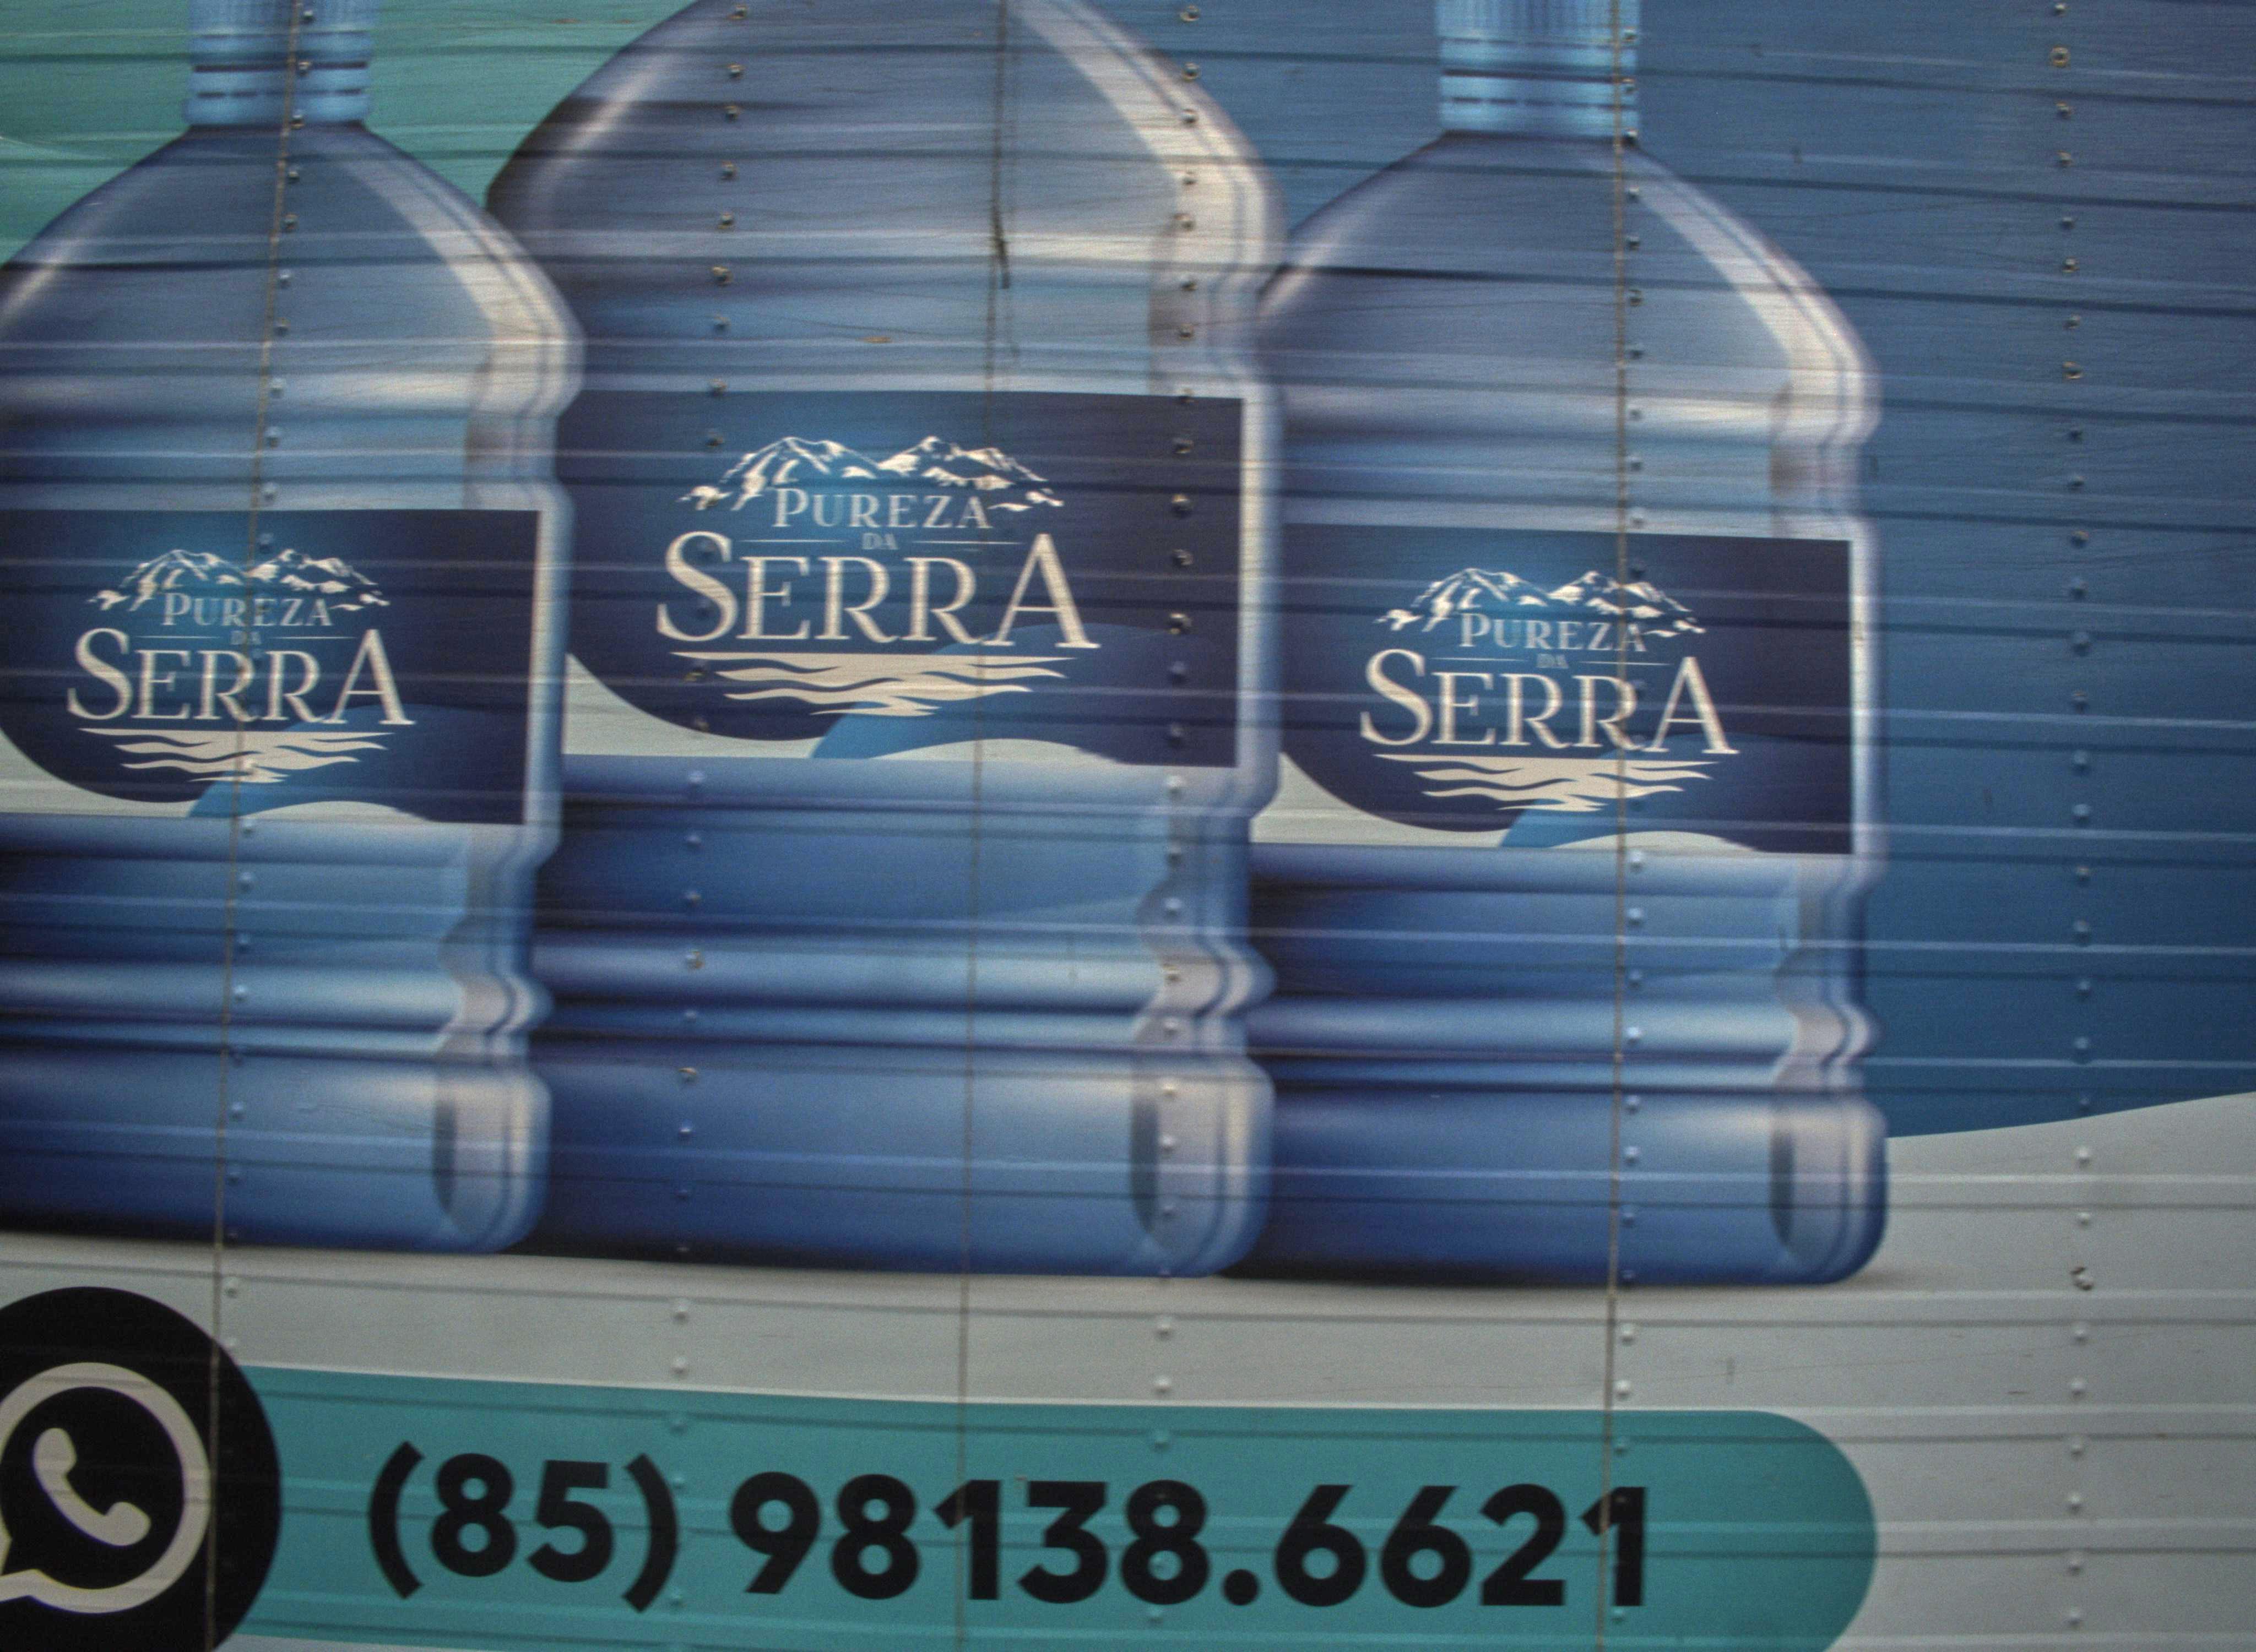 PUREZA
DA
SERRA
PUREZA
DA
SERRA
PUREZA
DA
SERRA
(85) 98138.6621